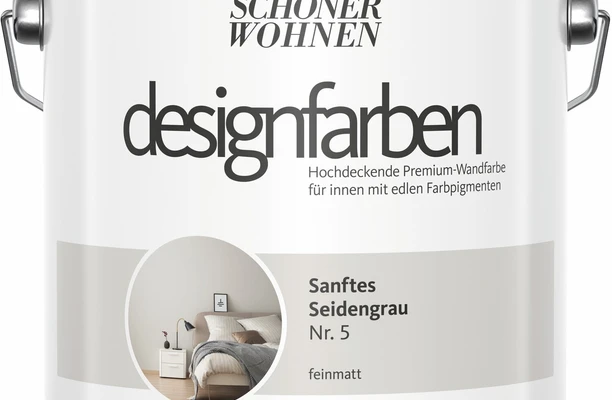 SCHÖNER
WOHNEN
designfarben
Hochdeckende Premium-Wandfarbe
für innen mit edlen Farbpigmenten
Sanftes
Seidengrau
Nr. 5
feinmatt